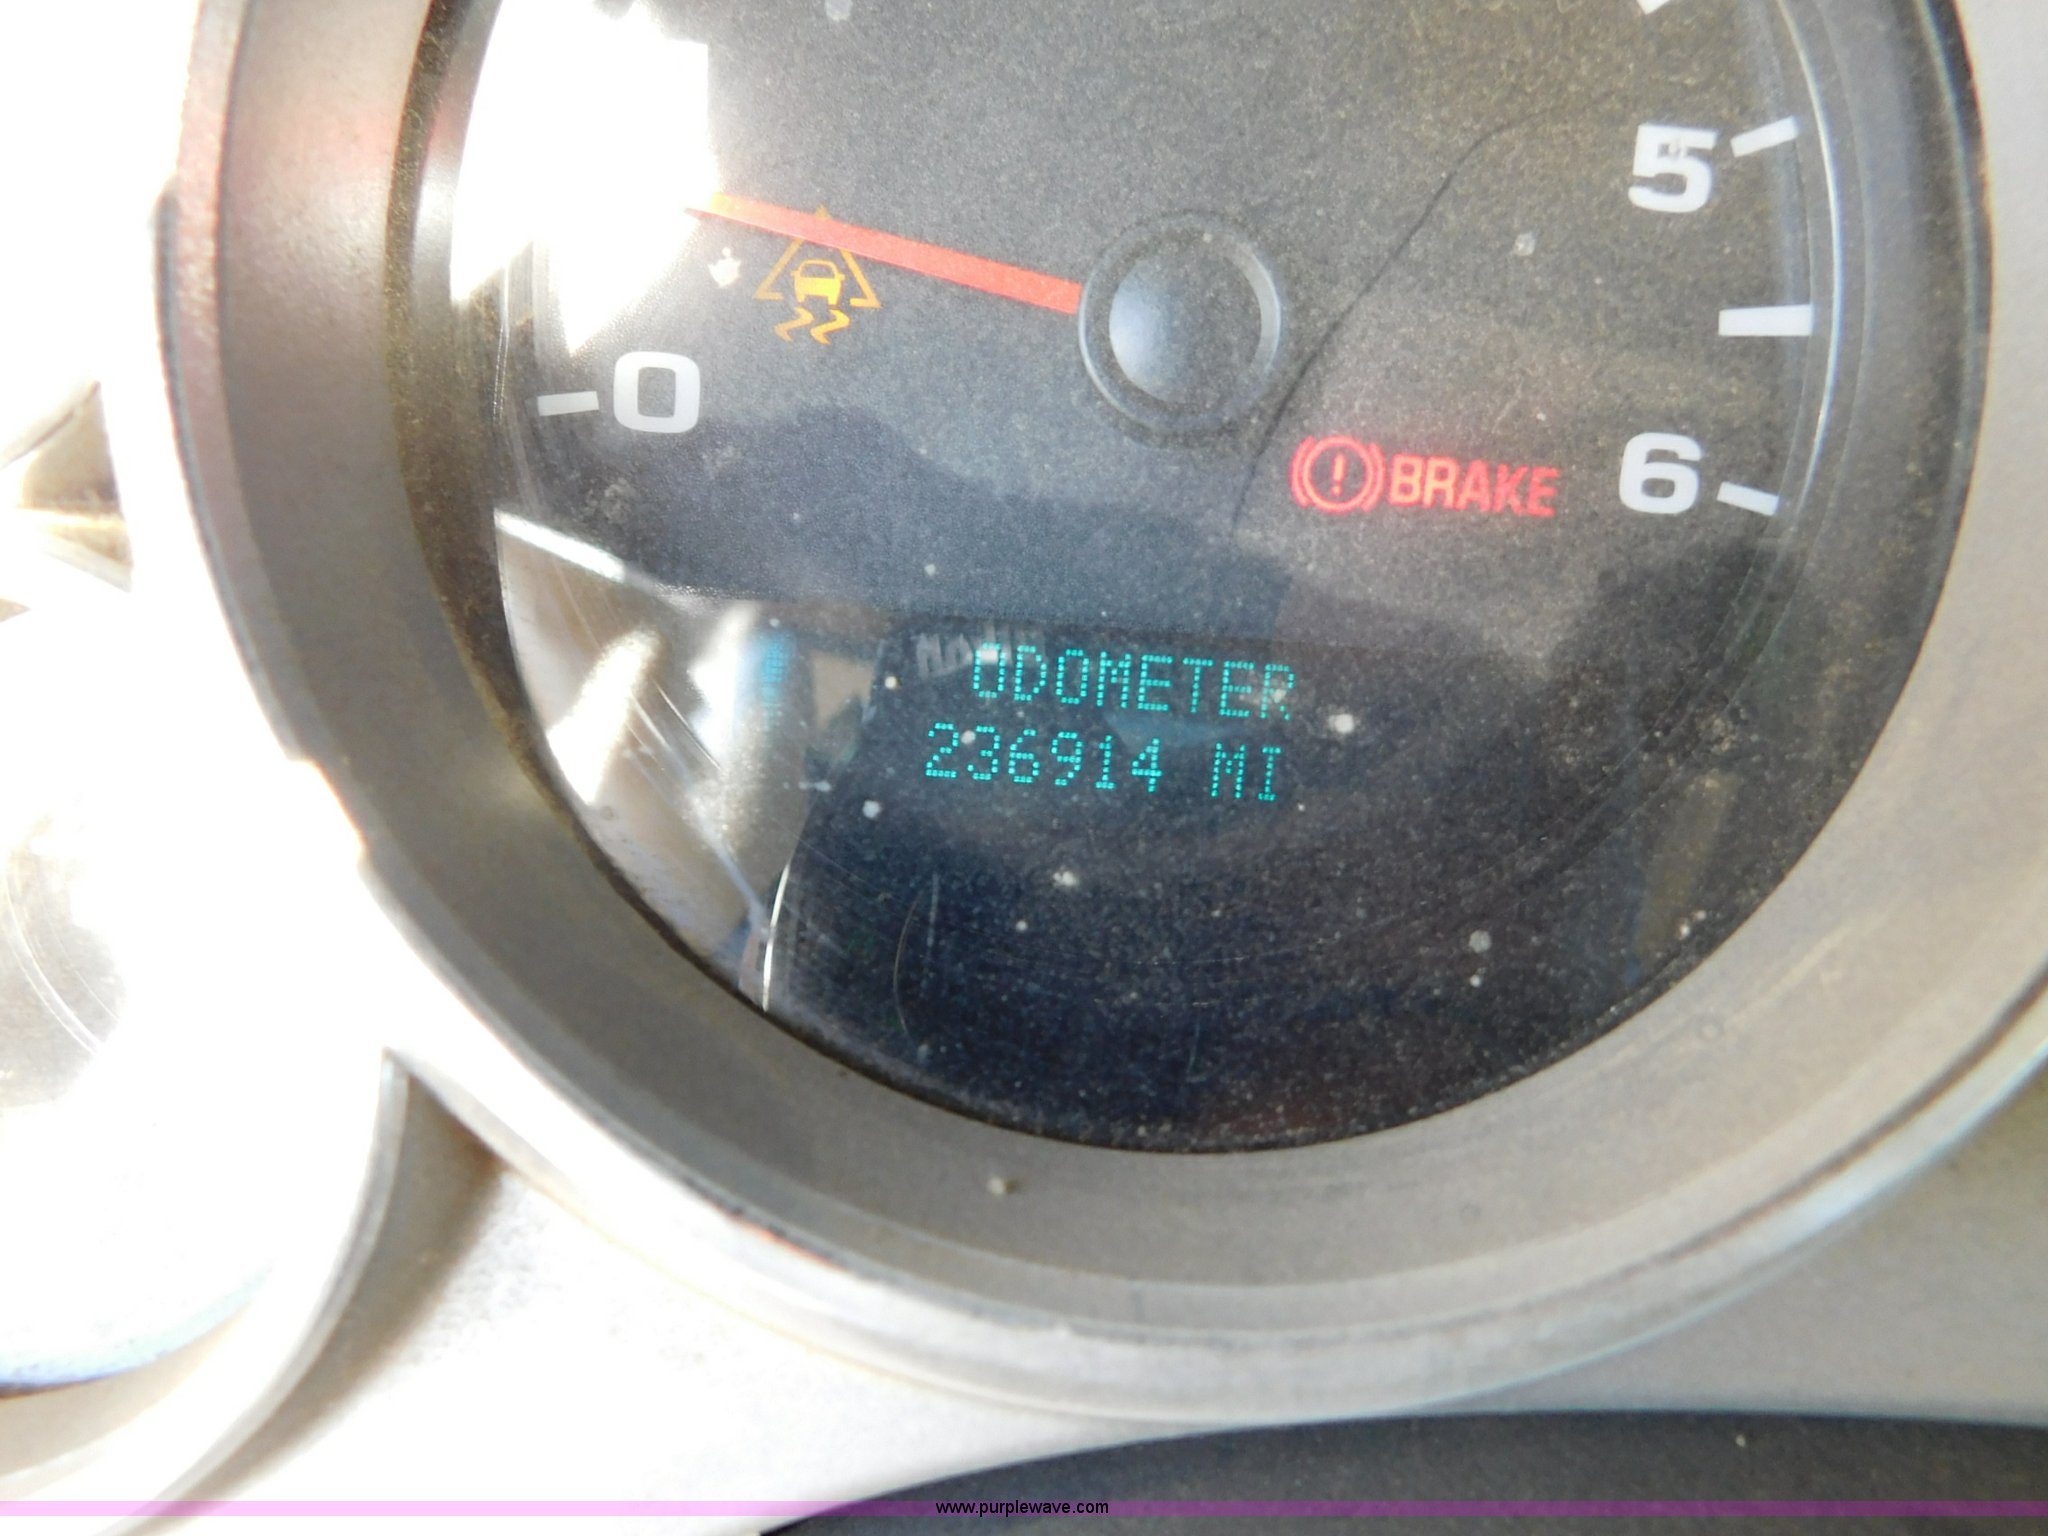 5
0
BRAKE 6
ODOMETER
236914 MI
www.purplewave.com